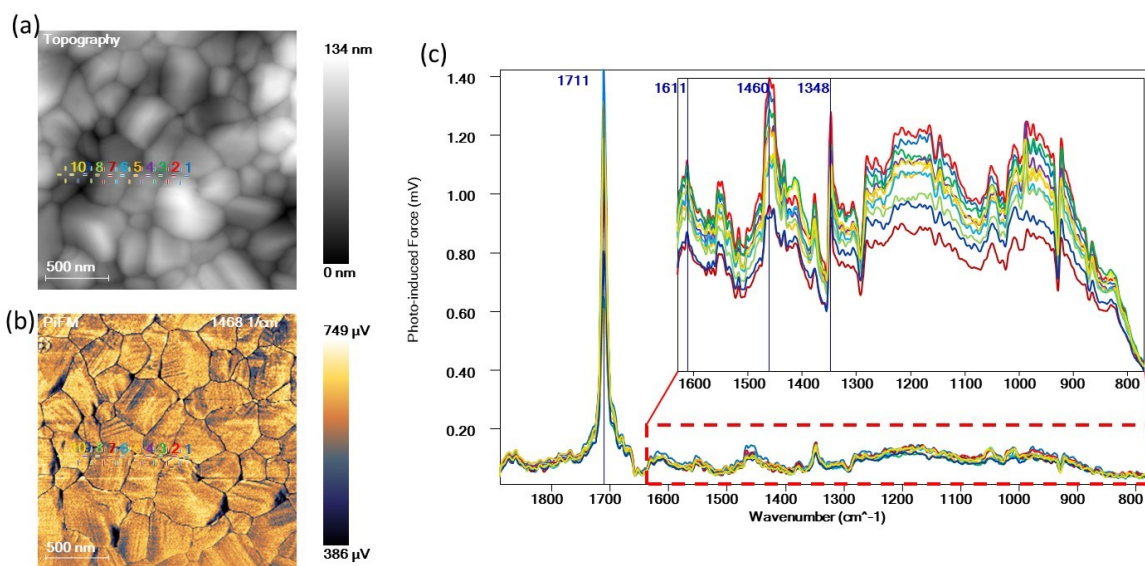 (a)
Topography
134 nm
10 8 7 6 5 4 3 2 1
500 nm
0 nm
(b)
PiFM
1468 1/cm
749 µV
8 7 6 4 3 2 1
500 nm
386 µV
(c)
1711
1611
1460
1348
1.40
1.20
1.00
0.80
0.60
0.40
0.20
Photo-induced Force (mV)
1600 1500 1400 1300 1200 1100 1000 900 800
1800 1700 1600 1500 1400 1300 1200 1100 1000 900 800
Wavenumber (cm^-1)